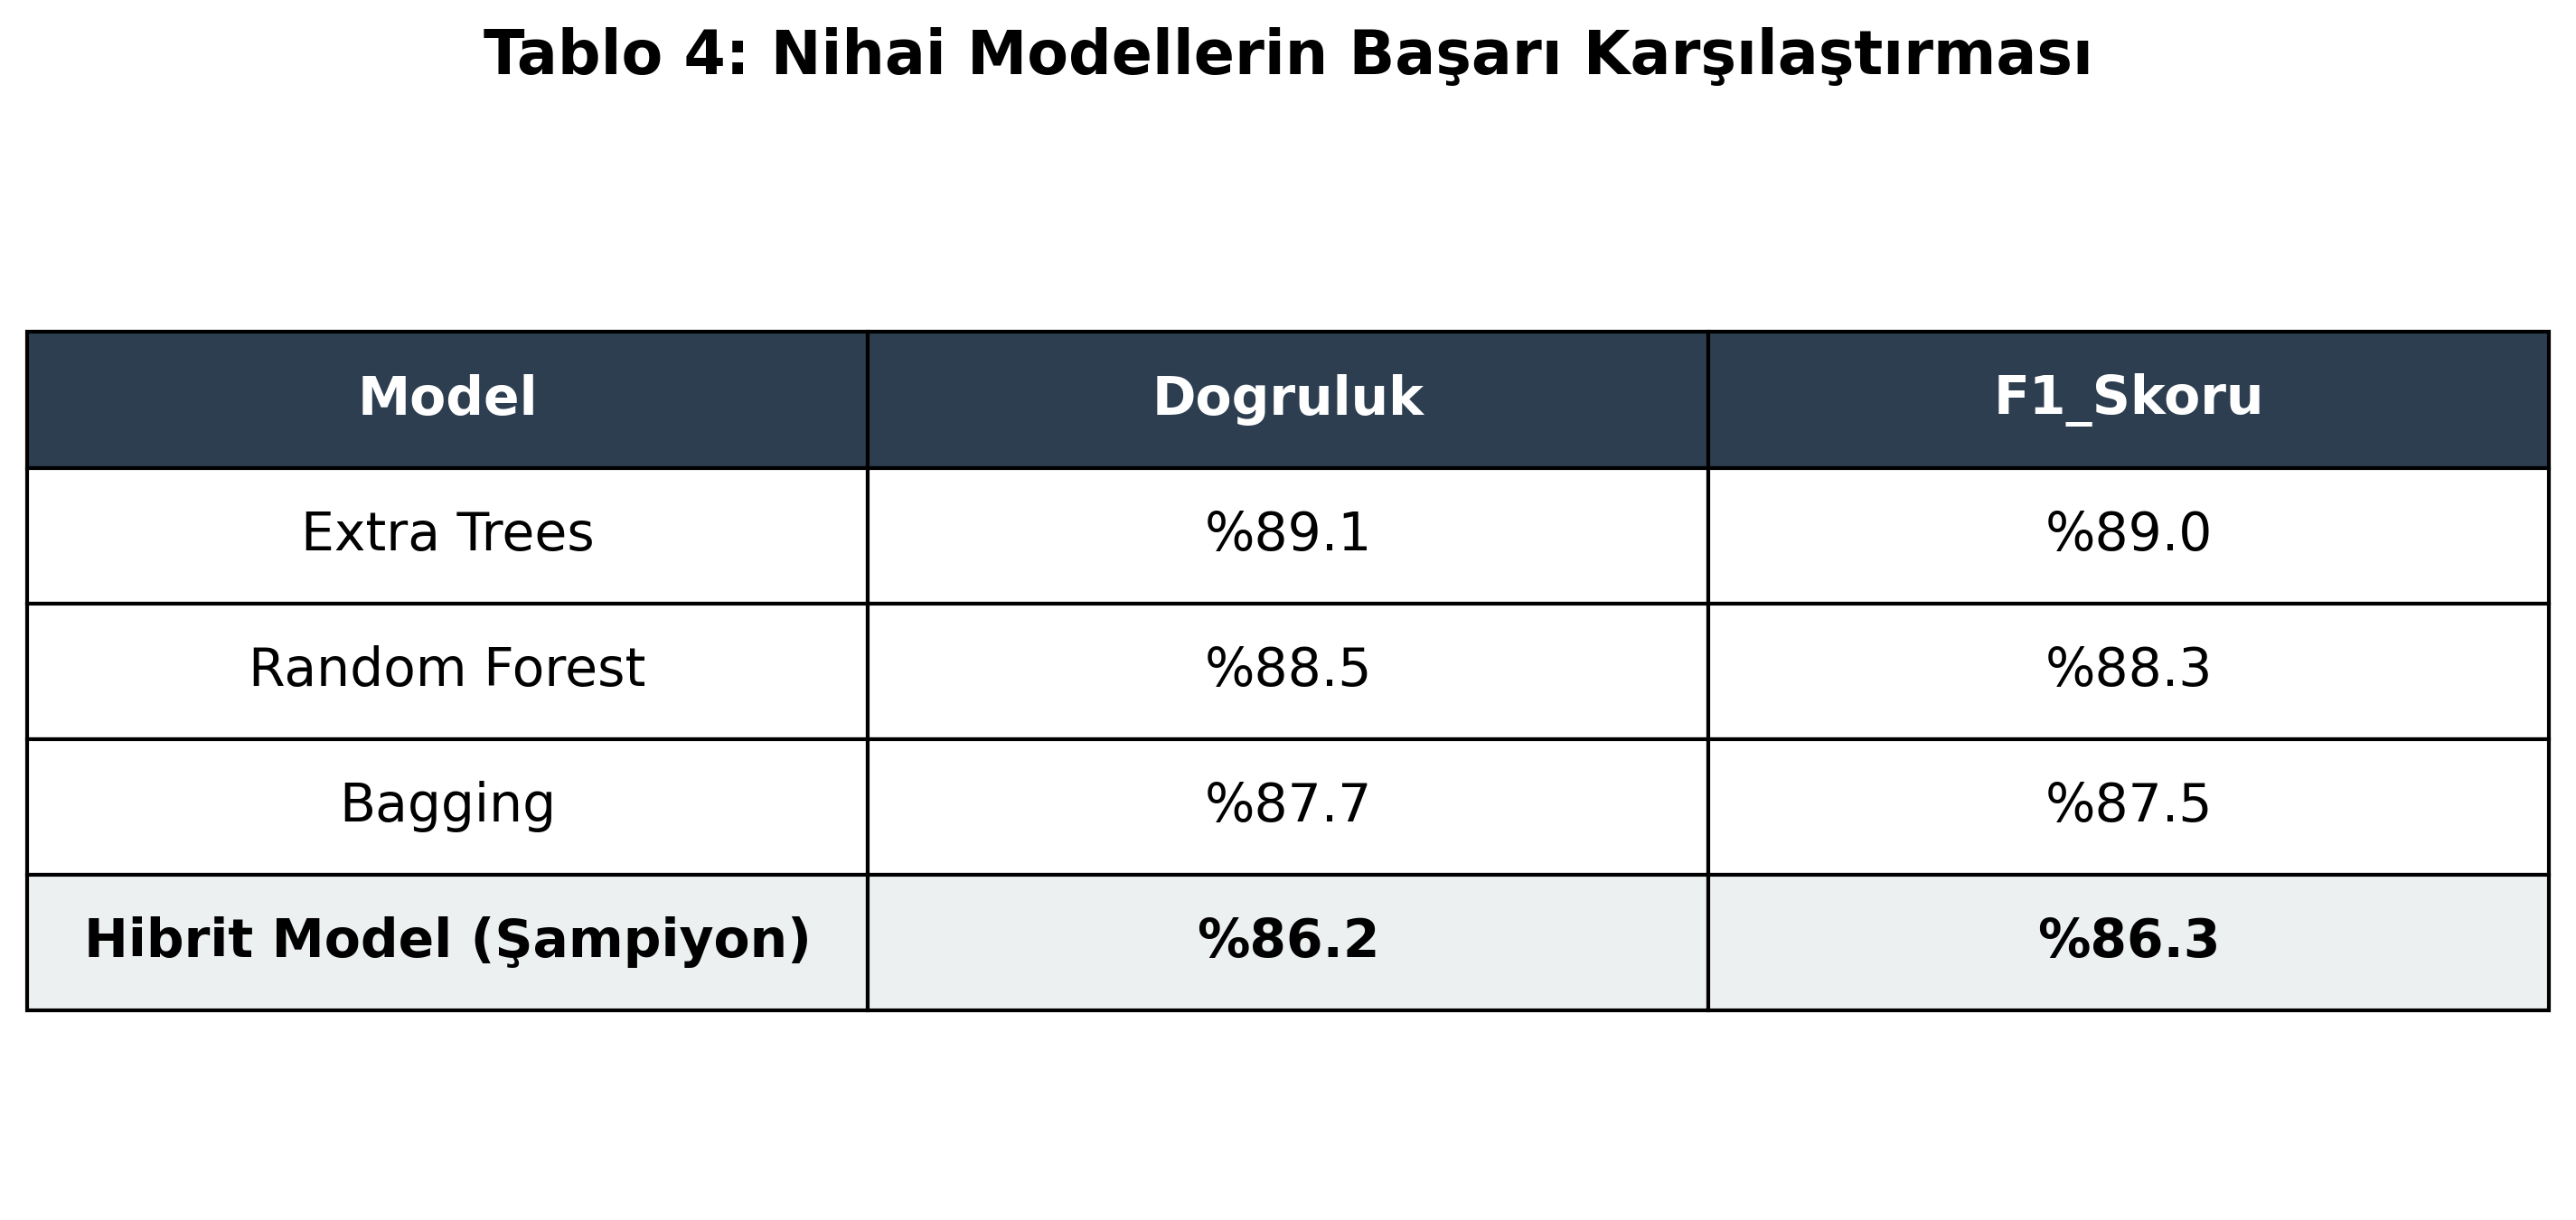 Tablo 4: Nihai Modellerin Başarı Karşılaştırması
Model Dogruluk F1_Skoru
Extra Trees %89.1 %89.0
Random Forest %88.5 %88.3
Bagging %87.7 %87.5
Hibrit Model (Şampiyon) %86.2 %86.3